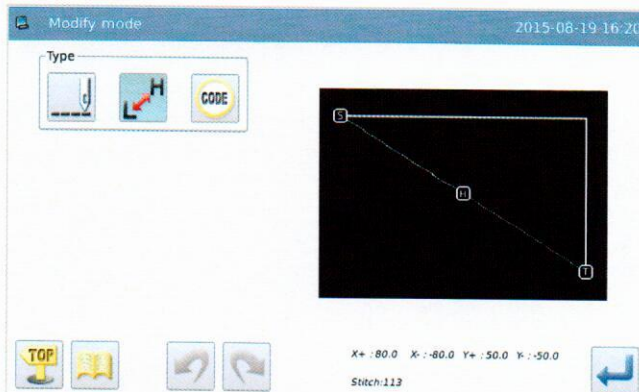 Modify mode
2015-08-19 16:20
Type
L H
CODE
S
H
T
TOP
X+ : 80.0 X- : -80.0 Y+ : 50.0 Y- : -50.0
Stitch:113